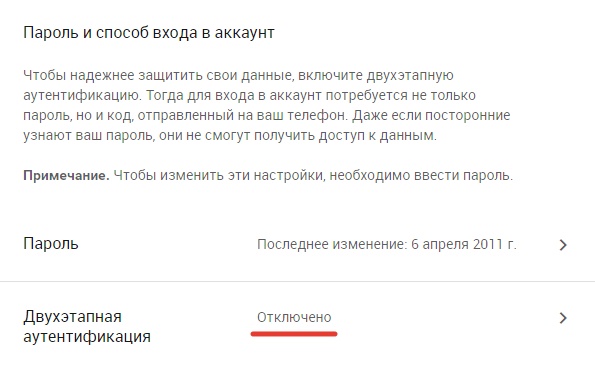 Пароль и способ входа в аккаунт
Чтобы надежнее защитить свои данные, включите двухэтапную
аутентификацию. Тогда для входа в аккаунт потребуется не только
пароль, но и код, отправленный на ваш телефон. Даже если посторонние
узнают ваш пароль, они не смогут получить доступ к данным.
Примечание. Чтобы изменить эти настройки, необходимо ввести пароль.
Пароль Последнее изменение: 6 апреля 2011 г.
Двухэтапная Отключено
аутентификация